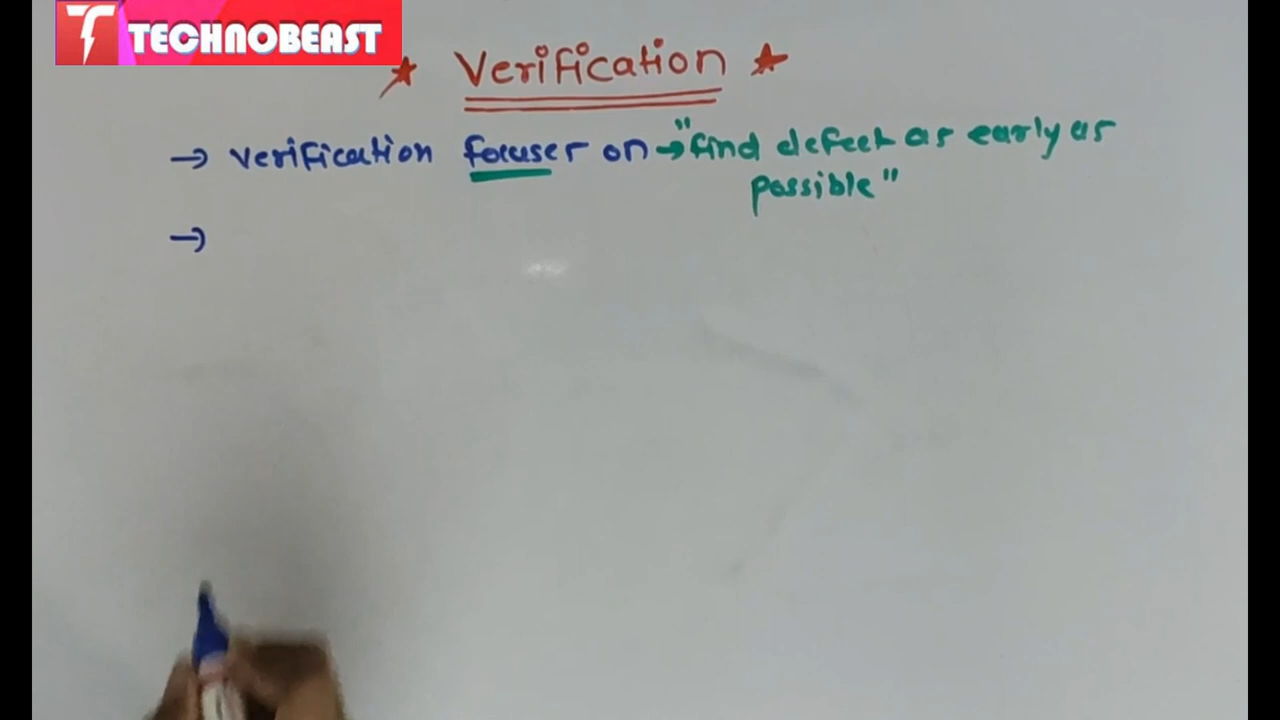 TECHNOBEAST
★ Verification ★
→ verification focuses on → "find defect as early as
possible"
→